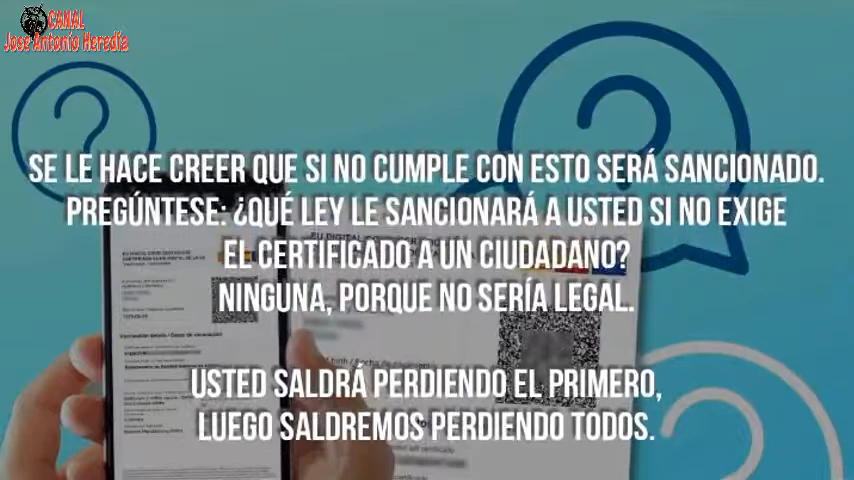 CANAL
Jose Antonio Heredia
SE LE HACE CREER QUE SI NO CUMPLE CON ESTO SERÁ SANCIONADO.
PREGÚNTESE: ¿QUÉ LEY LE SANCIONARÁ A USTED SI NO EXIGE
EL CERTIFICADO A UN CIUDADANO?
NINGUNA, PORQUE NO SERÍA LEGAL.
USTED SALDRÁ PERDIENDO EL PRIMERO,
LUEGO SALDREMOS PERDIENDO TODOS.